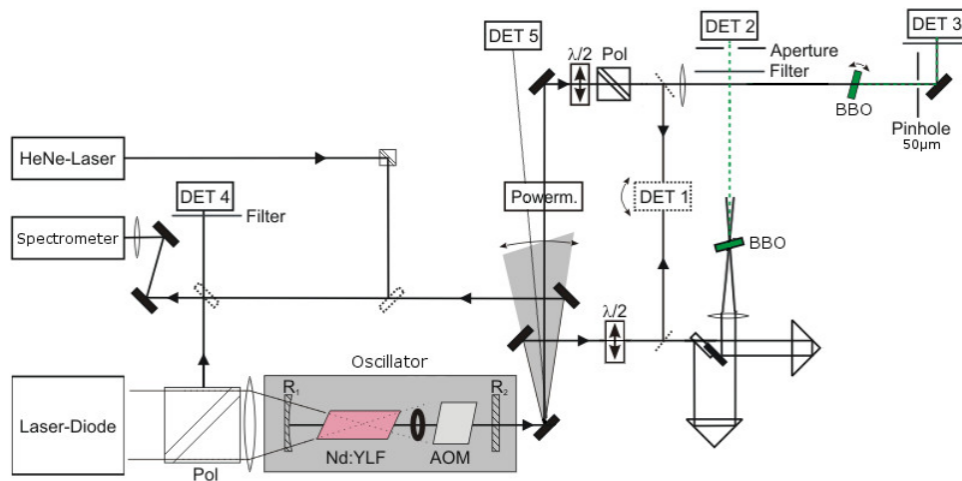 DET 5
λ/2
Pol
DET 2
Aperture
Filter
DET 3
BBO
Pinhole
50µm
HeNe-Laser
DET 4
Filter
Powerm.
DET 1
Spectrometer
BBO
λ/2
Oscillator
R1
R2
Laser-Diode
Nd:YLF
AOM
Pol